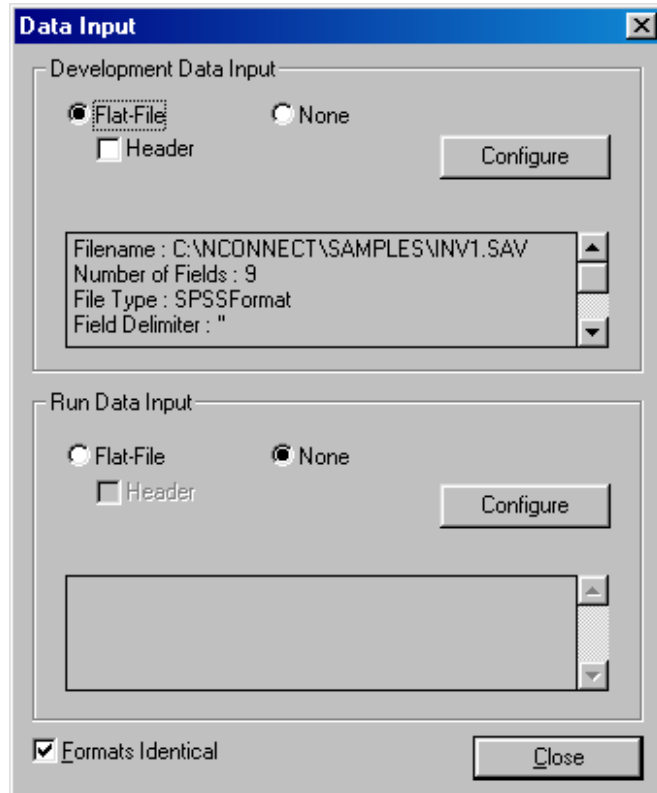 Data Input
Development Data Input
Flat-File None
Header
Configure
Filename : C:\NCONNECT\SAMPLES\INV1.SAV
Number of Fields : 9
File Type : SPSSFormat
Field Delimiter : "
Run Data Input
Flat-File None
Header
Configure
Formats Identical
Close